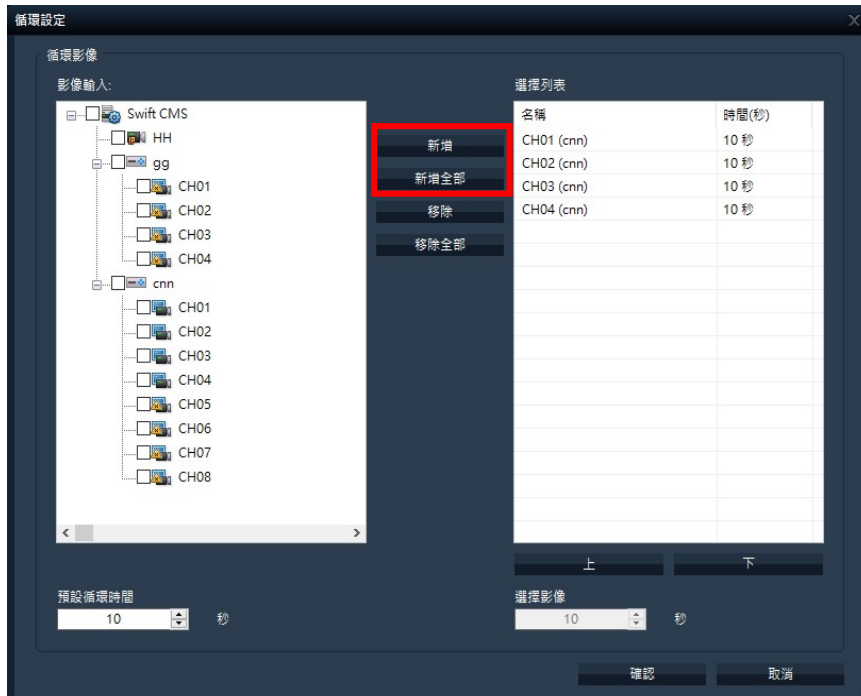 循環設定
循環影像
影像輸入:
Swift CMS
HH
gg
CH01
CH02
CH03
CH04
cnn
CH01
CH02
CH03
CH04
CH05
CH06
CH07
CH08
新增
新增全部
移除
移除全部
選擇列表
名稱 時間(秒)
CH01 (cnn) 10 秒
CH02 (cnn) 10 秒
CH03 (cnn) 10 秒
CH04 (cnn) 10 秒
上 下
預設循環時間
10 秒
選擇影像
10 秒
確認 取消